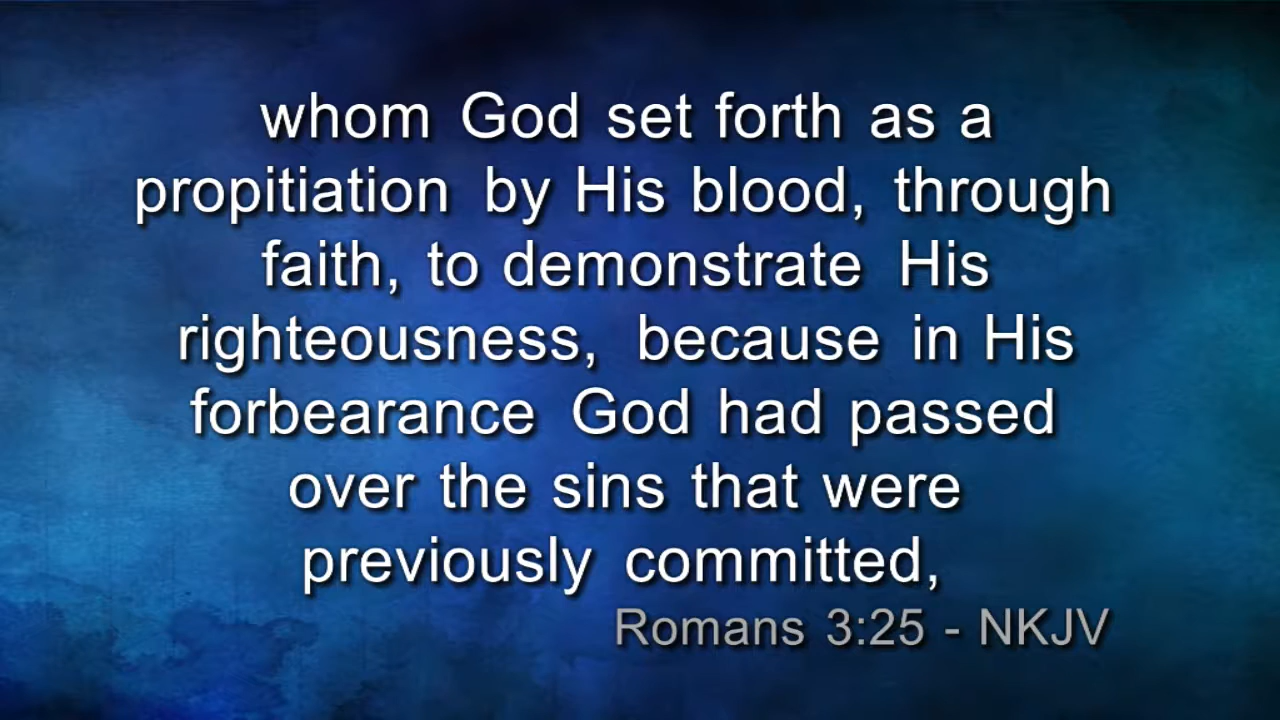 whom God set forth as a
propitiation by His blood, through
faith, to demonstrate His
righteousness, because in His
forbearance God had passed
over the sins that were
previously committed,
Romans 3:25 - NKJV